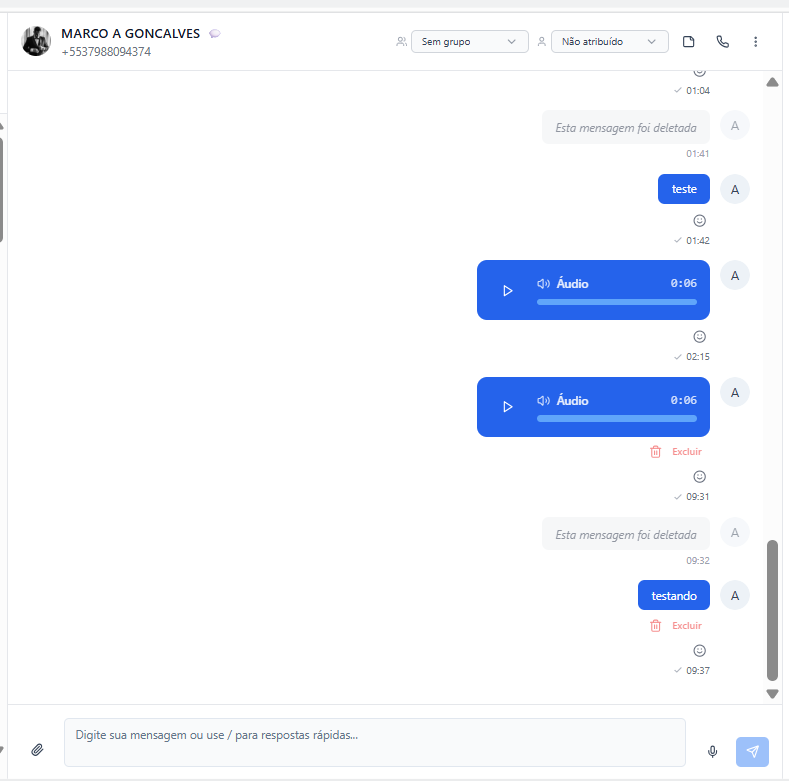 MARCO A GONCALVES
+5537988094374
Sem grupo
Não atribuído
01:04
Esta mensagem foi deletada
A
01:41
teste
A
01:42
Áudio 0:06
A
02:15
Áudio 0:06
A
Excluir
09:31
Esta mensagem foi deletada
A
09:32
testando
A
Excluir
09:37
Digite sua mensagem ou use / para respostas rápidas...